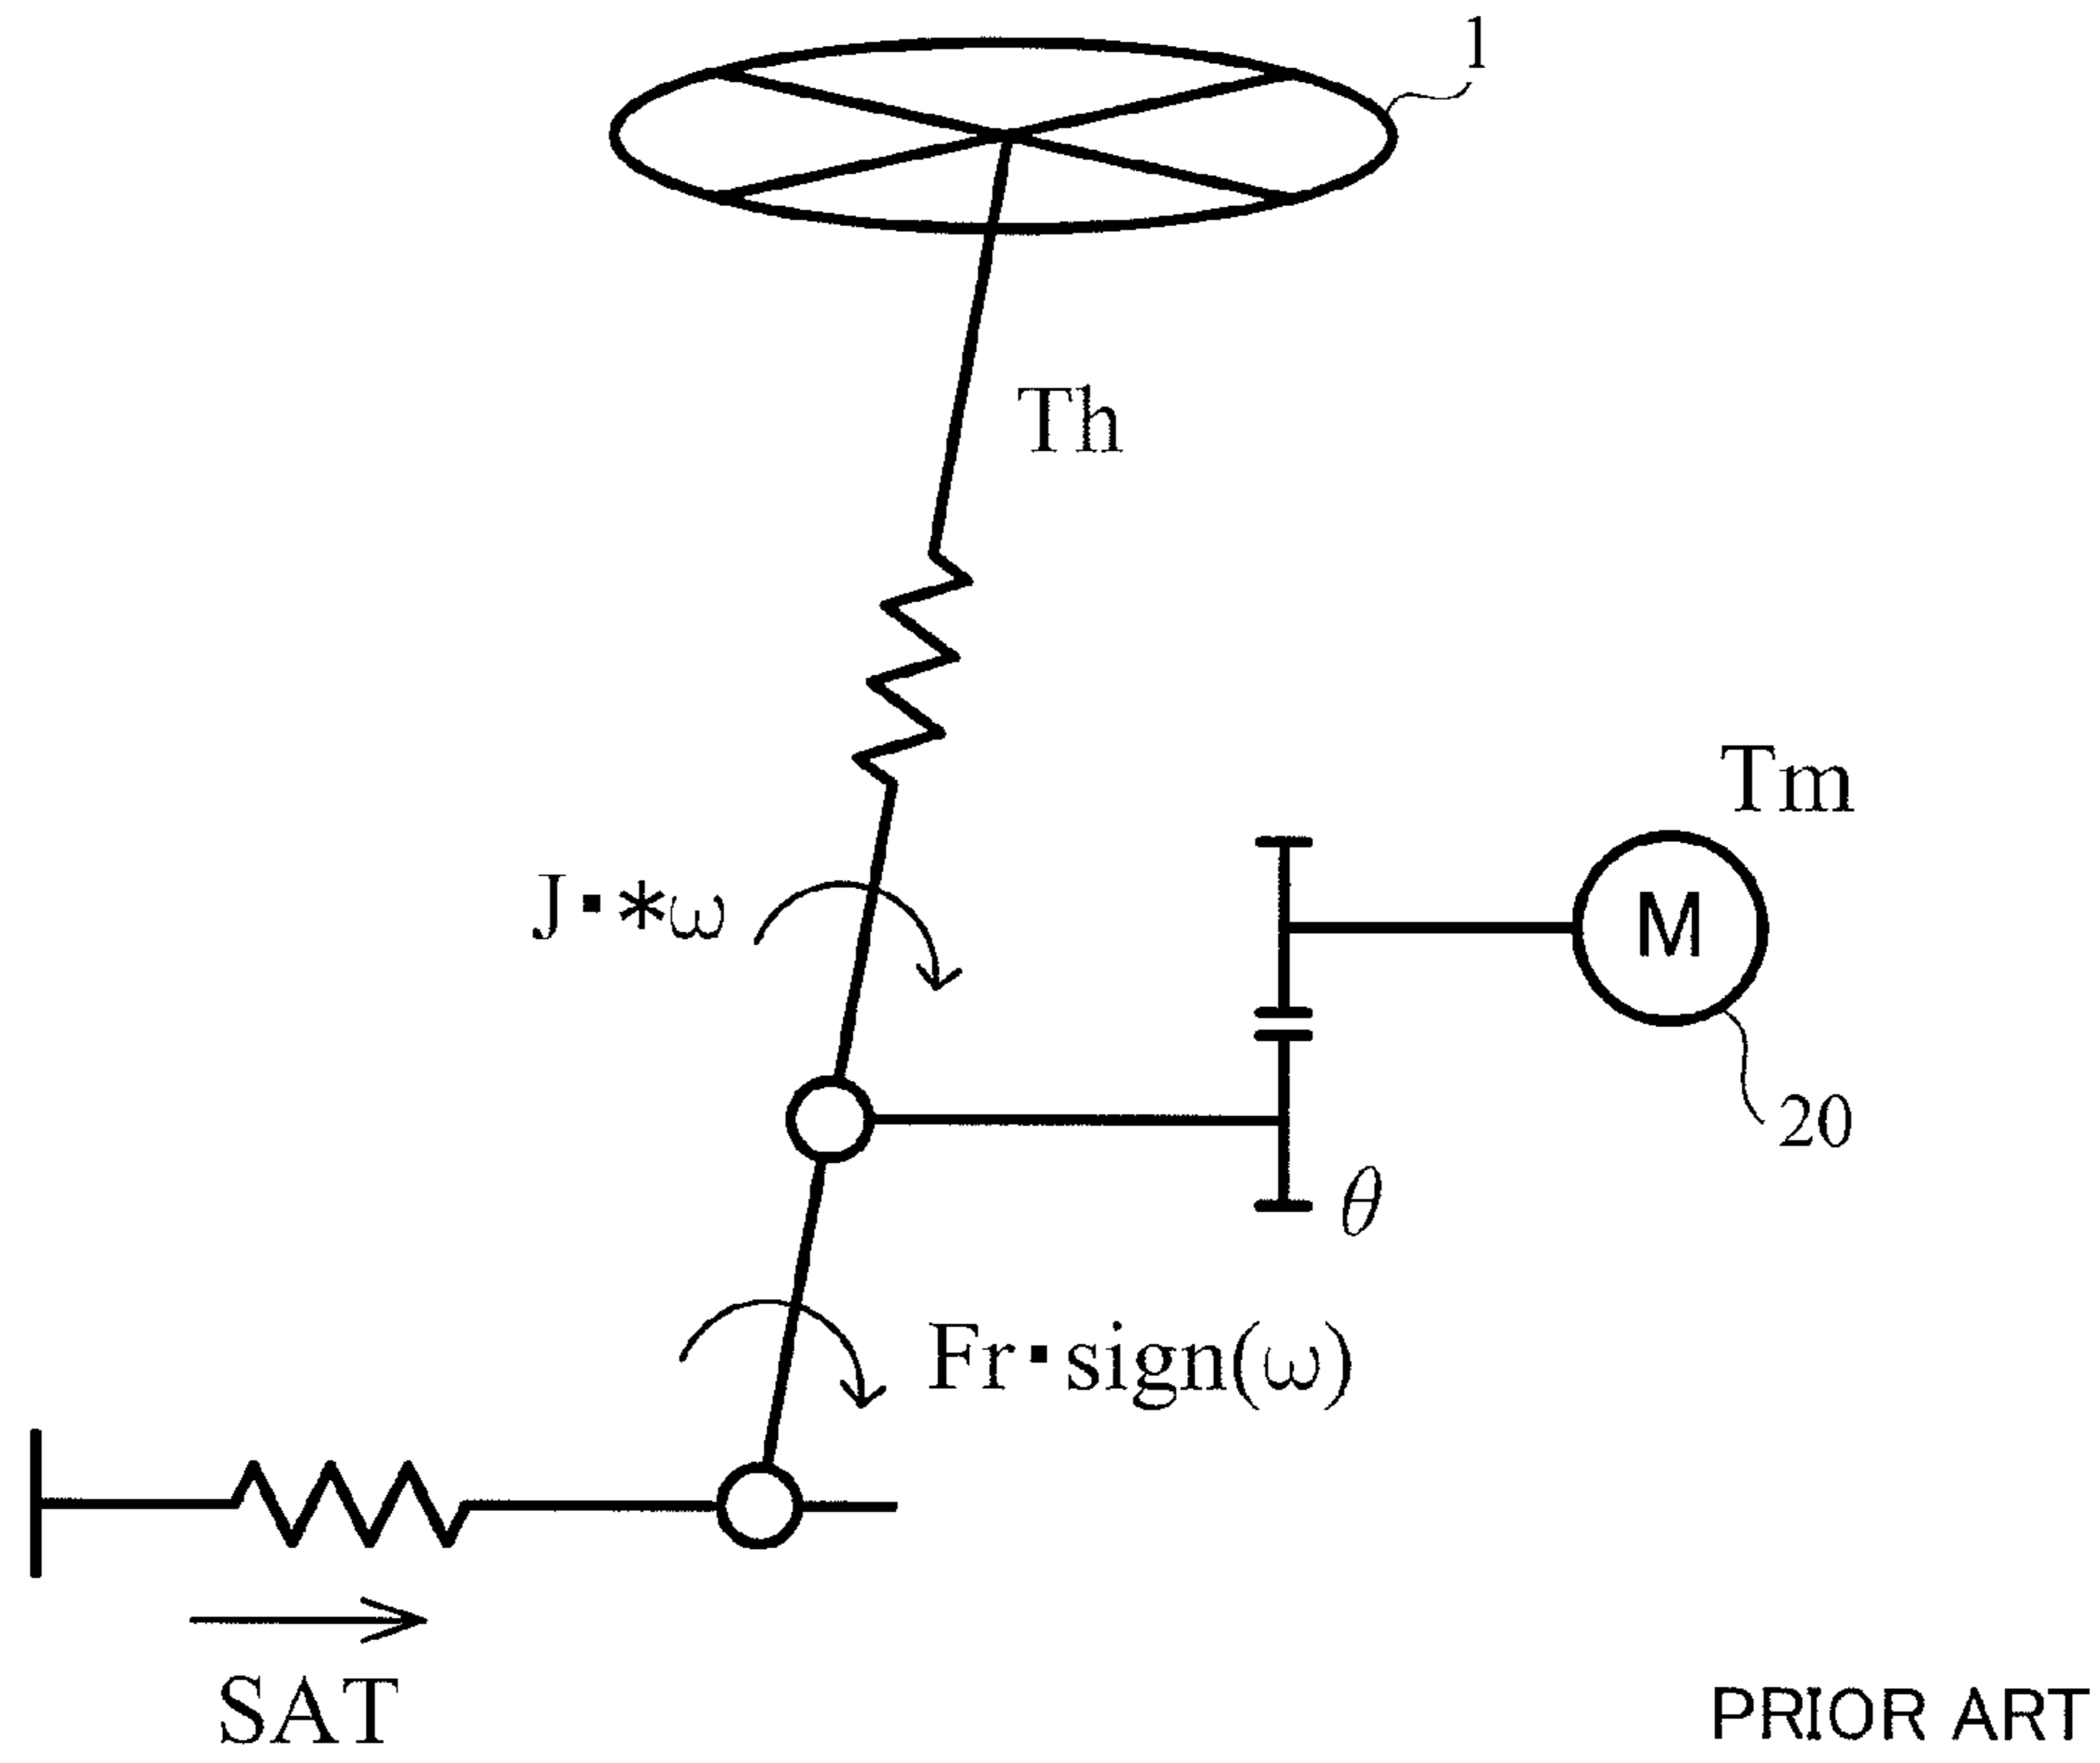 1
Th
Tm
J▪*ω
M
20
θ
Fr▪sign(ω)
SAT
PRIOR ART